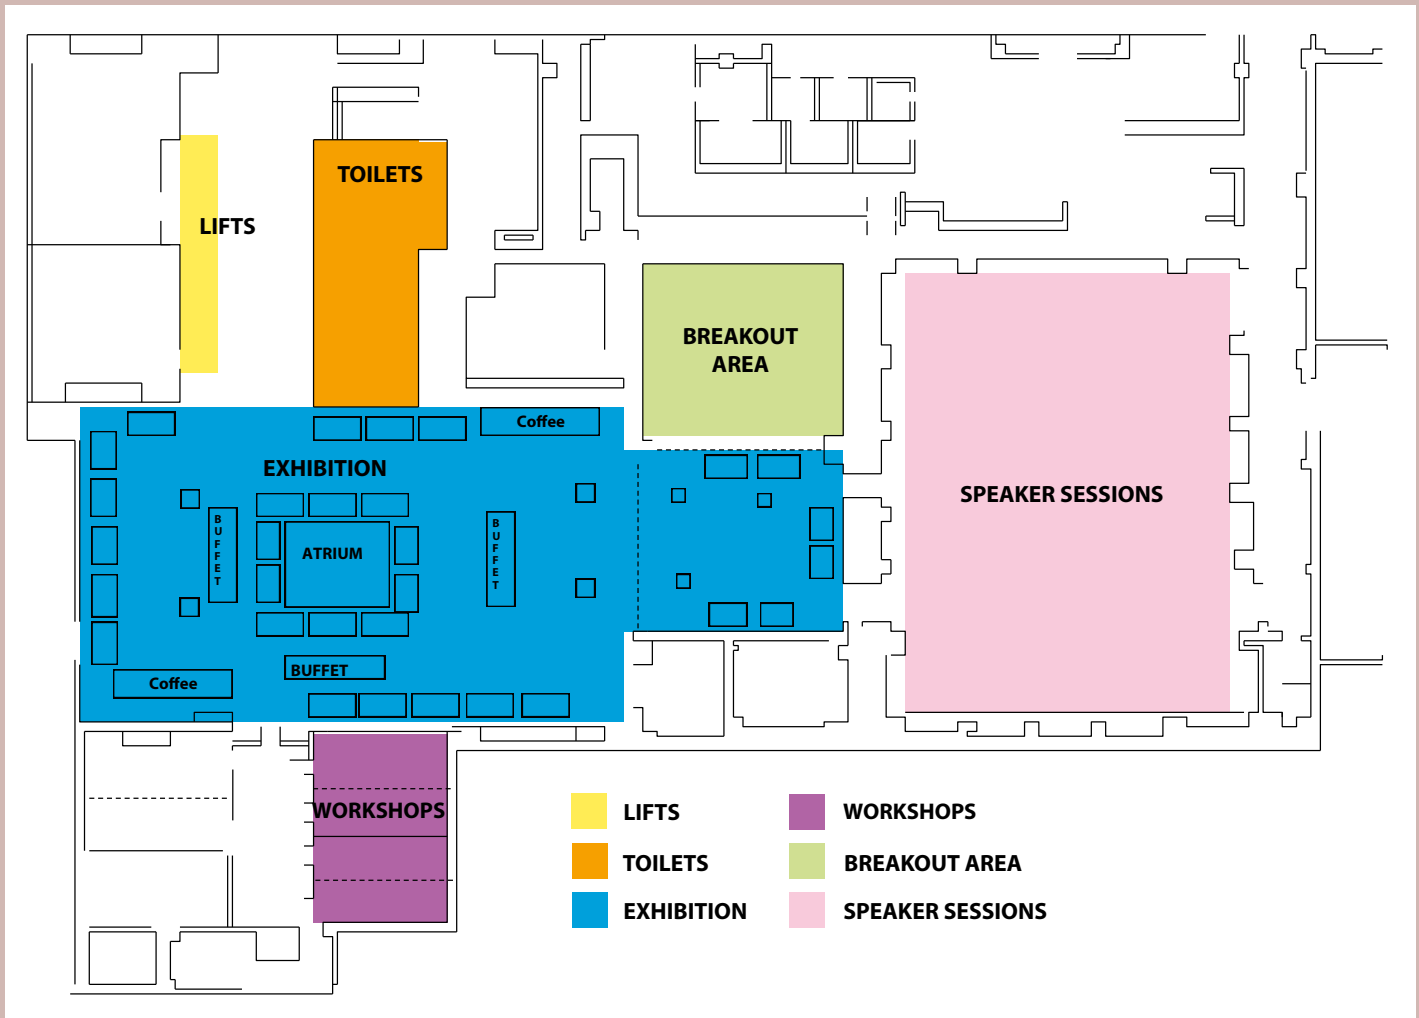 TOILETS
LIFTS
BREAKOUT
AREA
Coffee
EXHIBITION
SPEAKER SESSIONS
BUFFET
ATRIUM
BUFFET
BUFFET
Coffee
WORKSHOPS
LIFTS
WORKSHOPS
TOILETS
BREAKOUT AREA
EXHIBITION
SPEAKER SESSIONS